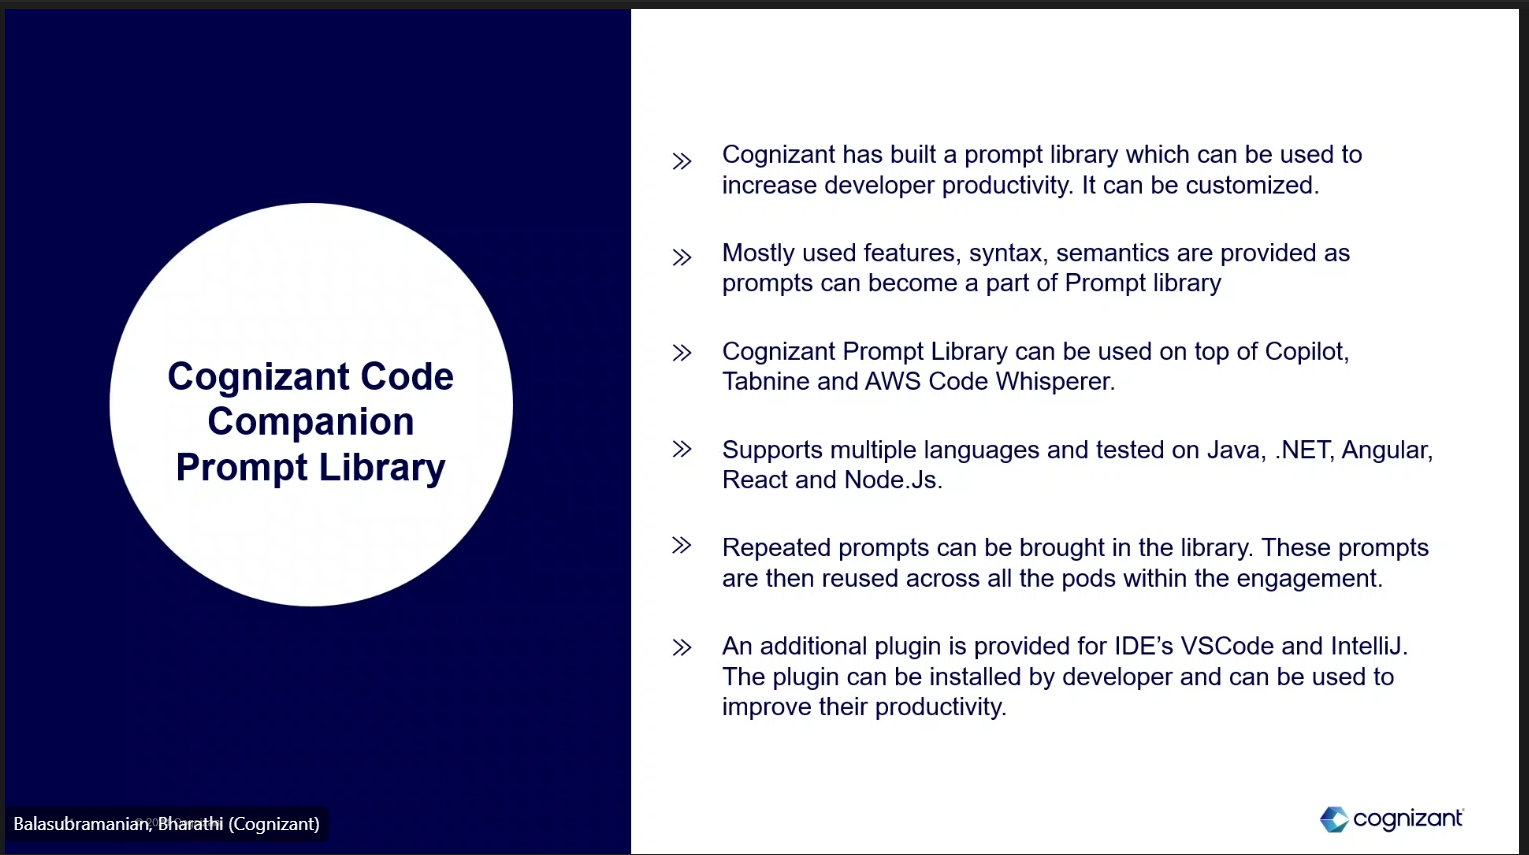 Cognizant Code
Companion
Prompt Library
Cognizant has built a prompt library which can be used to
increase developer productivity. It can be customized.
Mostly used features, syntax, semantics are provided as
prompts can become a part of Prompt library
Cognizant Prompt Library can be used on top of Copilot,
Tabnine and AWS Code Whisperer.
Supports multiple languages and tested on Java, .NET, Angular,
React and Node.Js.
Repeated prompts can be brought in the library. These prompts
are then reused across all the pods within the engagement.
An additional plugin is provided for IDE’s VSCode and IntelliJ.
The plugin can be installed by developer and can be used to
improve their productivity.
Balasubramanian, Bharathi (Cognizant)
cognizant